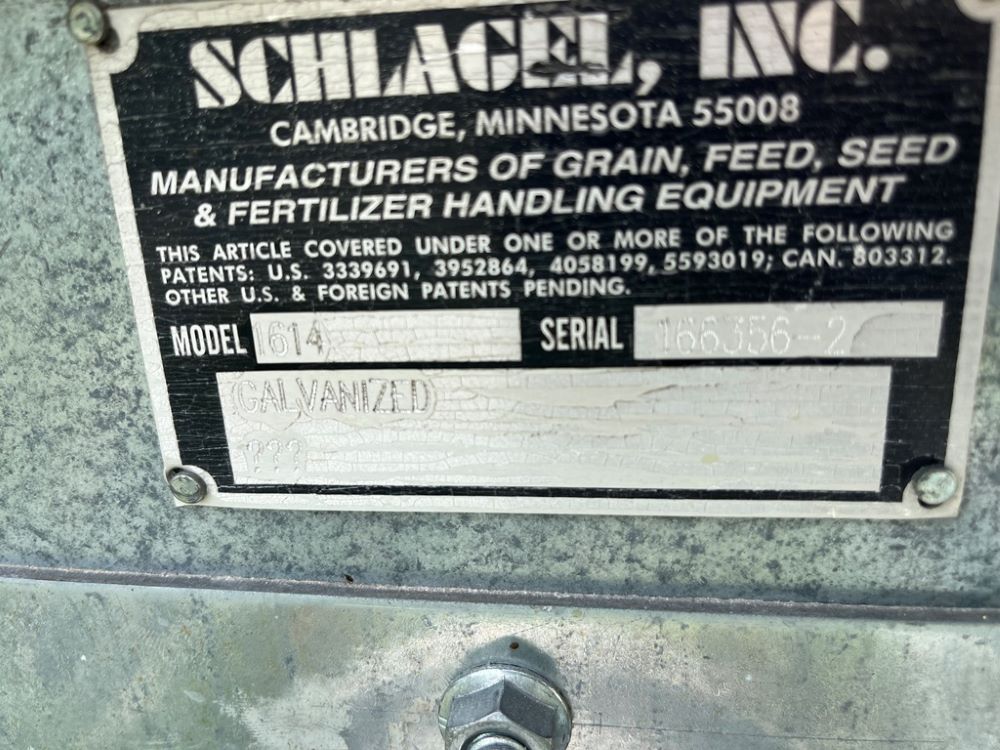 SCHLAGEL, INC.
CAMBRIDGE, MINNESOTA 55008
MANUFACTURERS OF GRAIN, FEED, SEED
& FERTILIZER HANDLING EQUIPMENT
THIS ARTICLE COVERED UNDER ONE OR MORE OF THE FOLLOWING
PATENTS: U.S. 3339691, 3952864, 4058199, 5593019; CAN. 803312.
OTHER U.S. & FOREIGN PATENTS PENDING.
MODEL 1614 SERIAL 166356-2
GALVANIZED
???